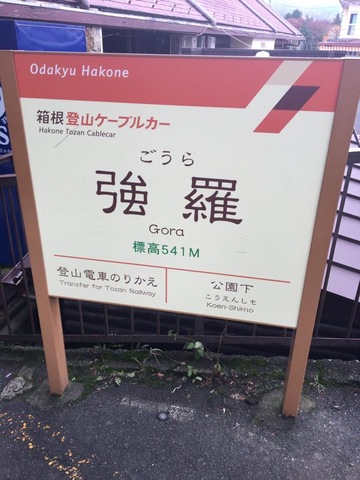 Odakyu Hakone
箱根登山ケーブルカー
Hakone Tozan Cablecar
ごうら
強羅
Gora
標高541M
登山電車のりかえ
Transfer for Tozan Railway
公園下
こうえんしも
Koen-Shimo